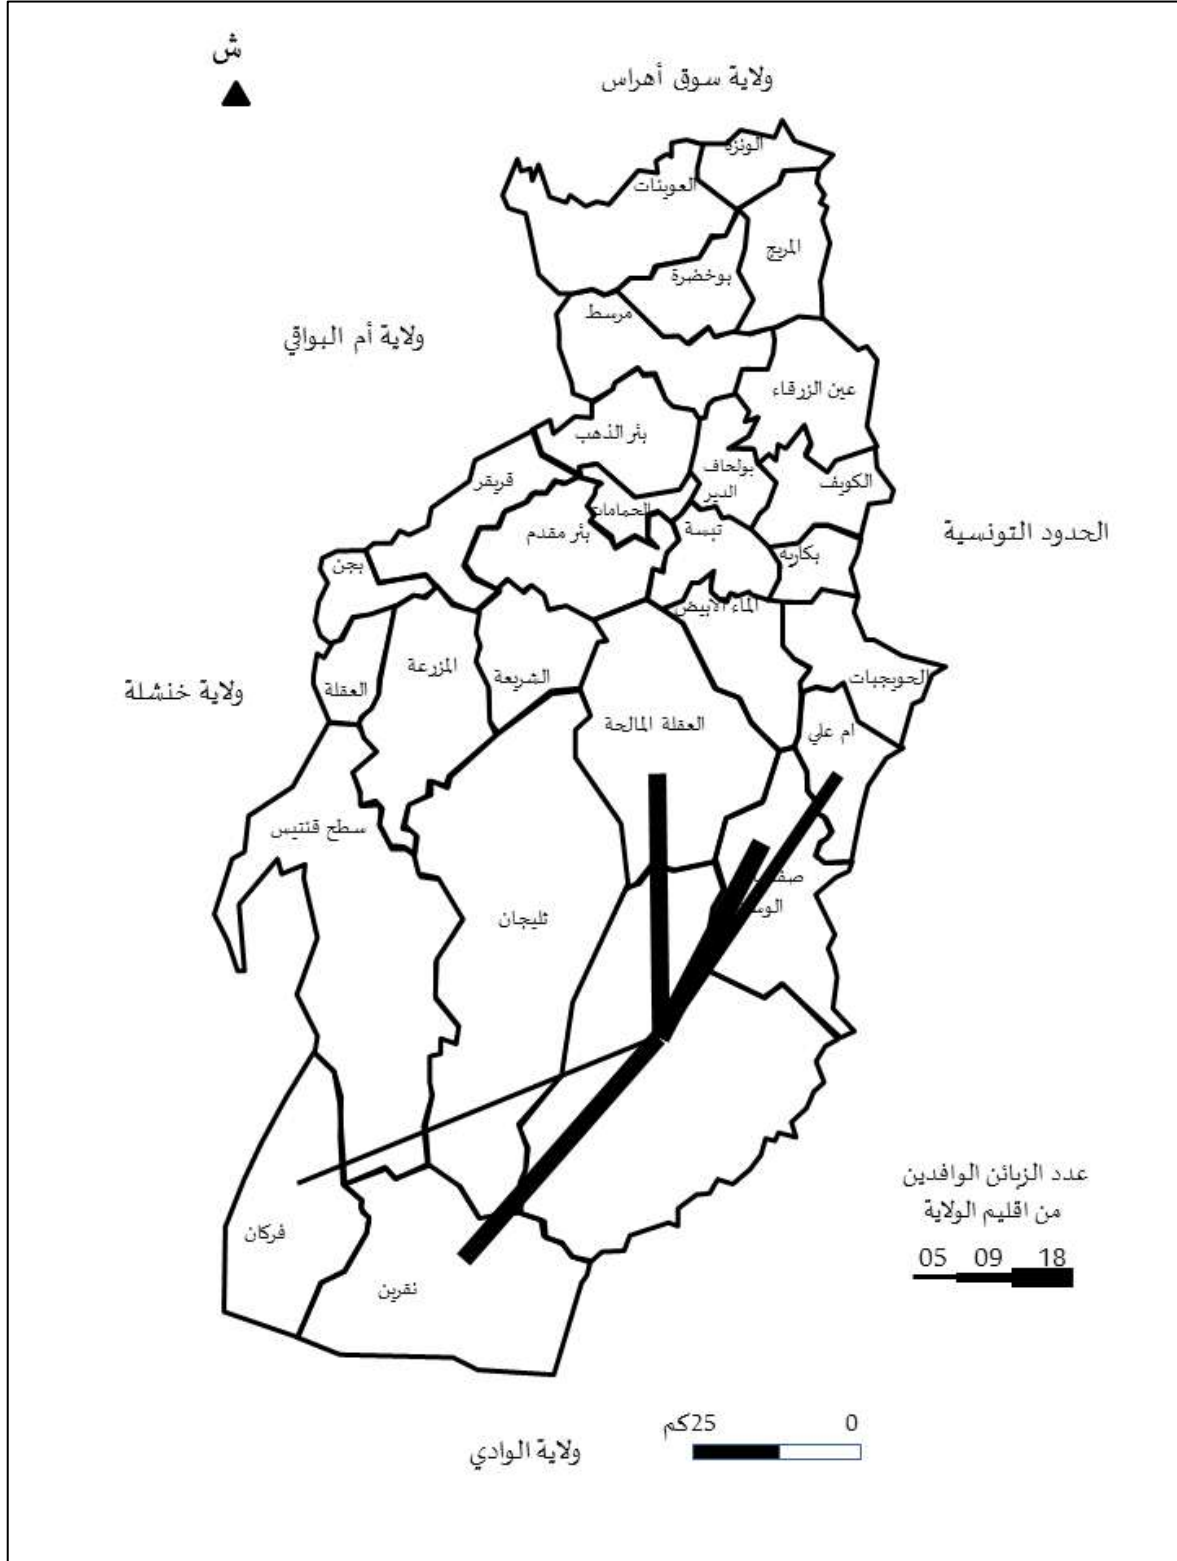 ش
ولاية سوق أهراس
الونزة
العوينات
المريج
بوخضرة
مرسط
ولاية أم البواقي
عين الزرقاء
بئر الذهب
بولحاف
الدير
الكويف
قريقر
الحمامات
تبسة
بئر مقدم
الحدود التونسية
بكارية
بجن
الماء الأبيض
المزرعة
الشريعة
العقلة
الحويجبات
ولاية خنشلة
العقلة المالحة
ام علي
سطح قنتيس
ثليجان
عدد الزبائن الوافدين
من اقليم الولاية
05 09 18
فركان
نقرين
25كم 0
ولاية الوادي